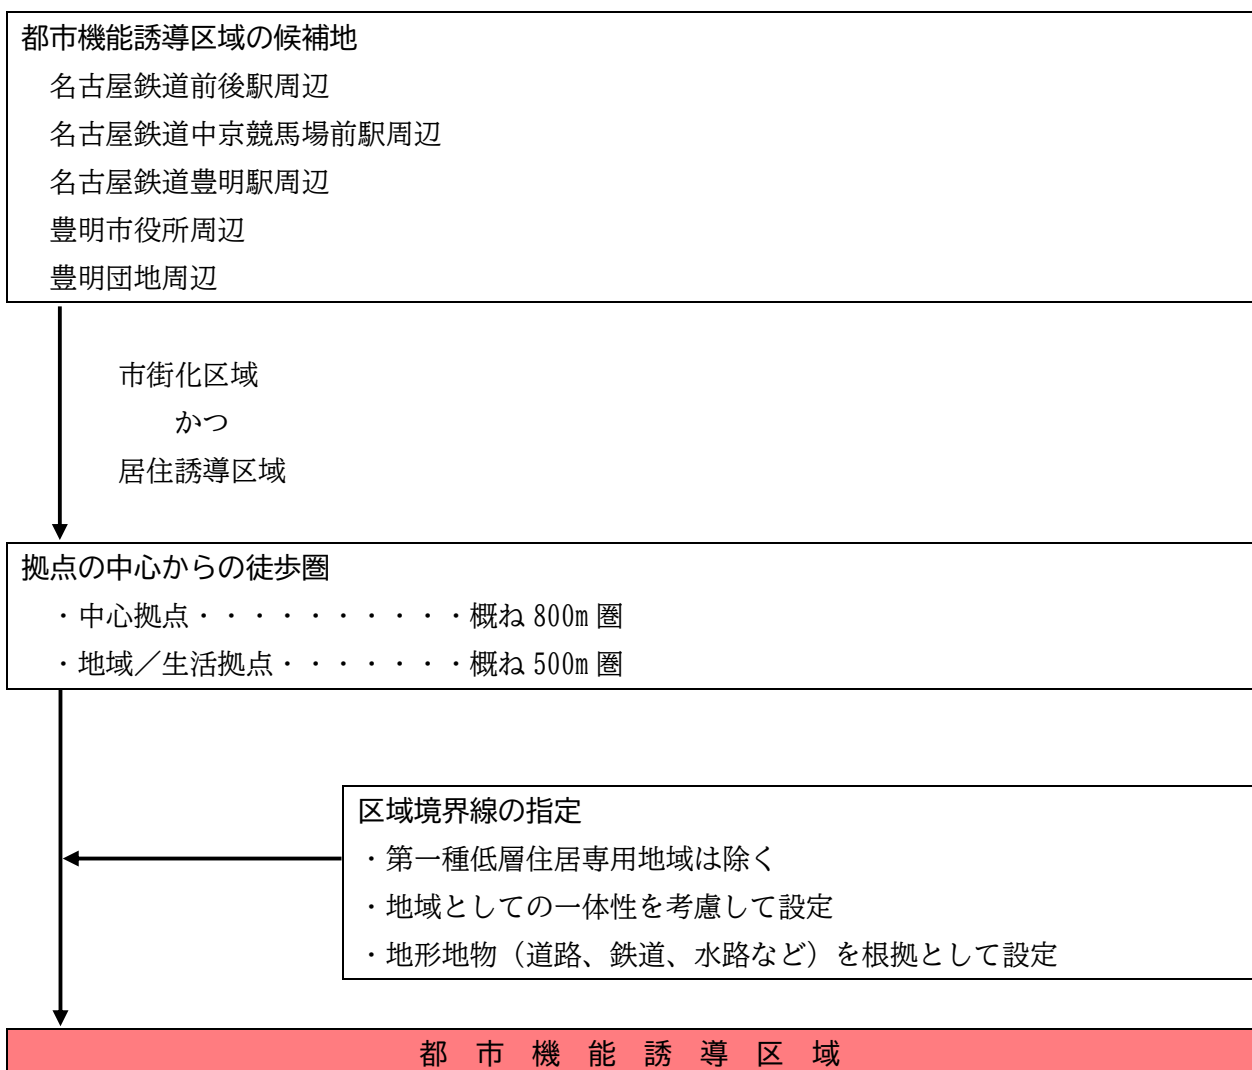 都市機能誘導区域の候補地
名古屋鉄道前後駅周辺
名古屋鉄道中京競馬場前駅周辺
名古屋鉄道豊明駅周辺
豊明市役所周辺
豊明団地周辺
市街化区域
かつ
居住誘導区域
拠点の中心からの徒歩圏
・中心拠点・・・・・・・・・・概ね 800m 圏
・地域／生活拠点・・・・・・・概ね 500m 圏
区域境界線の指定
・第一種低層住居専用地域は除く
・地域としての一体性を考慮して設定
・地形地物（道路、鉄道、水路など）を根拠として設定
都 市 機 能 誘 導 区 域